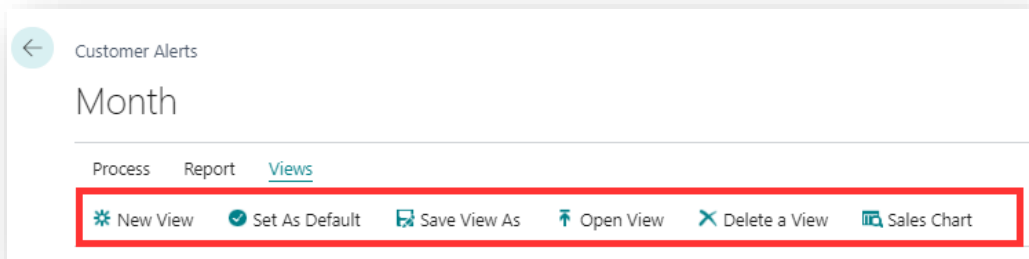 Customer Alerts
Month
Process Report Views
New View Set As Default Save View As Open View Delete a View Sales Chart